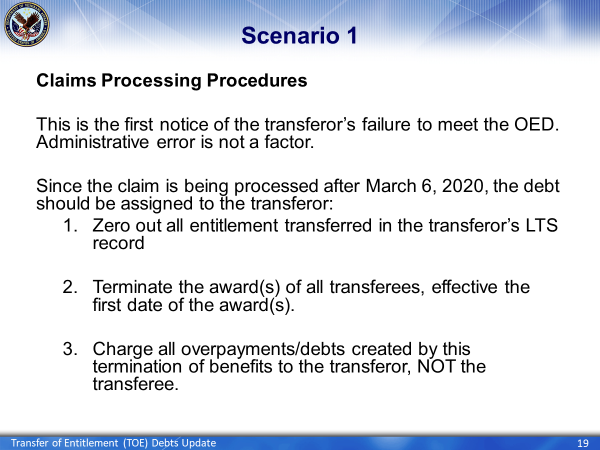 Scenario 1
Claims Processing Procedures
This is the first notice of the transferor’s failure to meet the OED.
Administrative error is not a factor.
Since the claim is being processed after March 6, 2020, the debt
should be assigned to the transferor:
1. Zero out all entitlement transferred in the transferor’s LTS
record
2. Terminate the award(s) of all transferees, effective the
first date of the award(s).
3. Charge all overpayments/debts created by this
termination of benefits to the transferor, NOT the
transferee.
Transfer of Entitlement (TOE) Debts Update
19